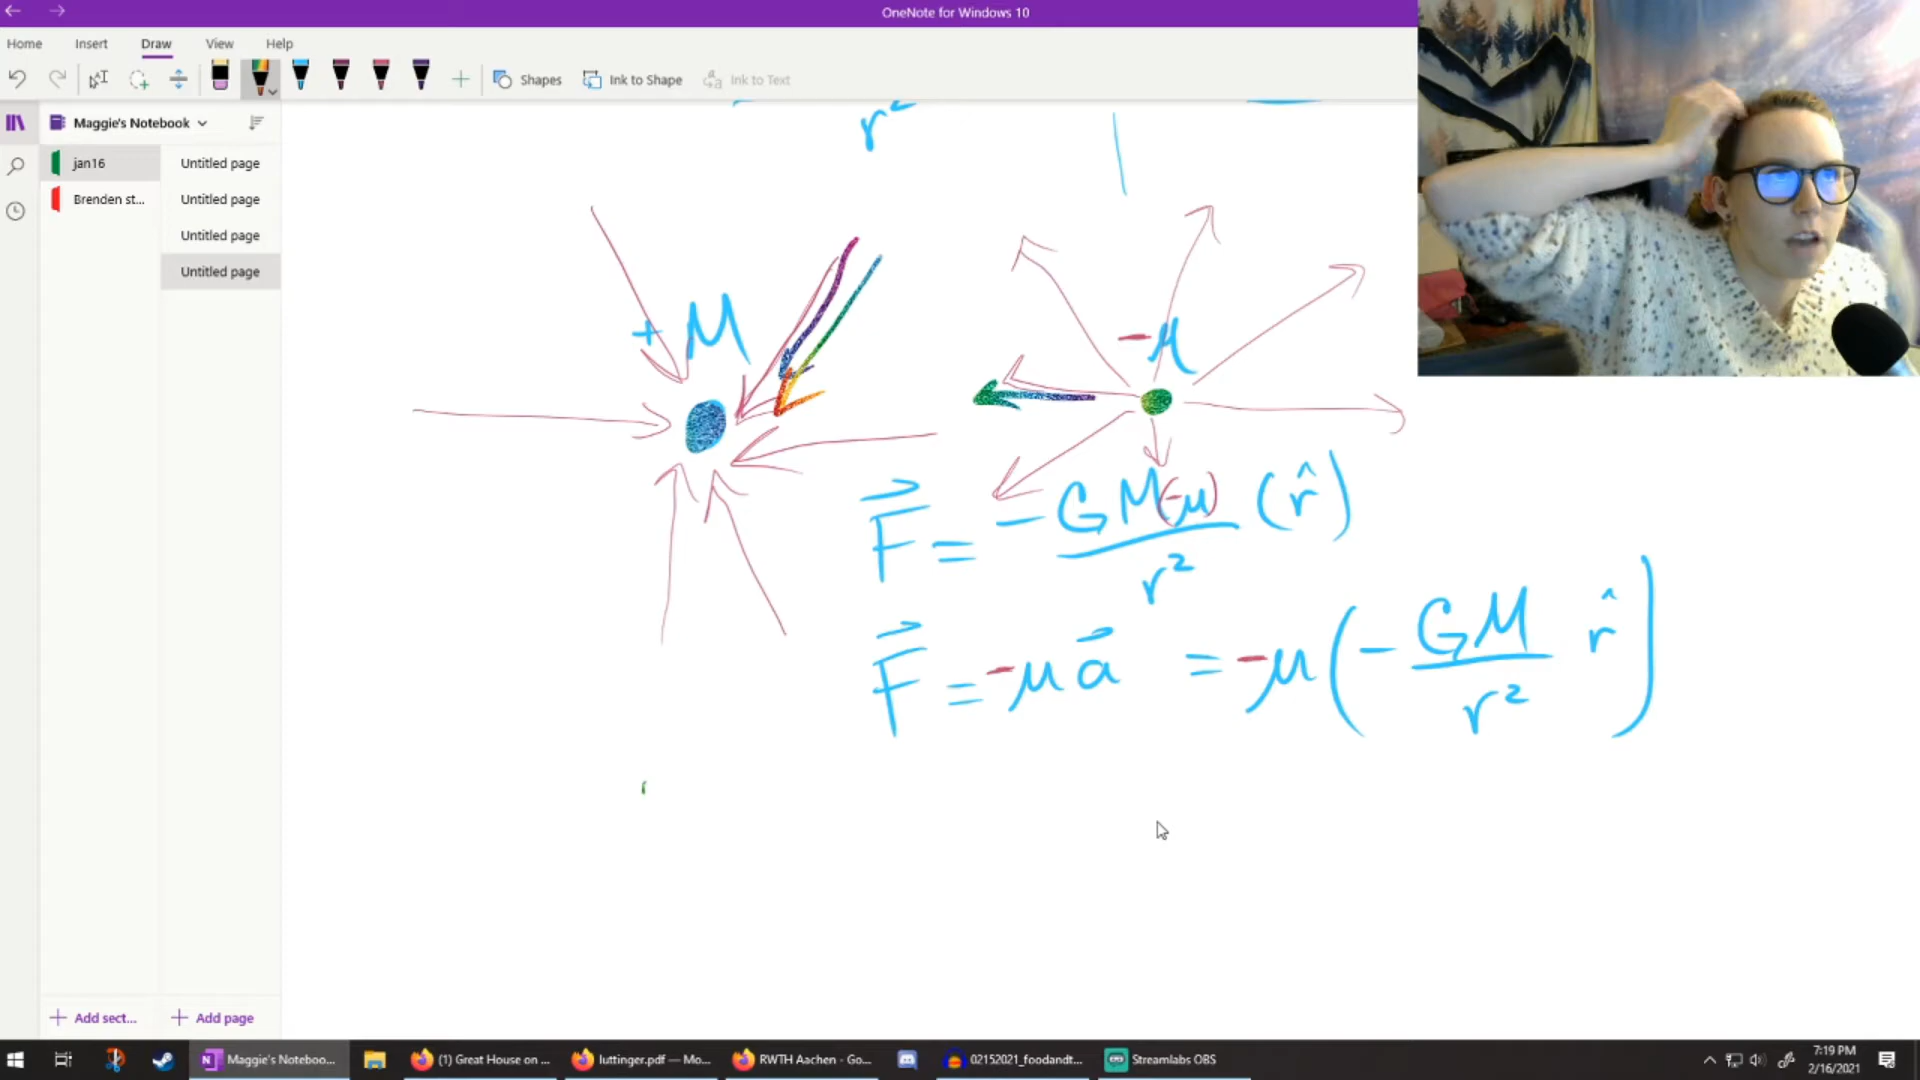 OneNote for Windows 10
Home Insert Draw View Help
Shapes Ink to Shape Ink to Text
Maggie's Notebook
jan16
Brenden st...
Untitled page
Untitled page
Untitled page
Untitled page
r²
+ M
- μ
F⃗ = - GM(-μ) / r² (r̂)
F⃗ = -μ a⃗ = -μ ( - GM / r² r̂ )
Add sect... Add page
Maggie's Noteboo... (1) Great House on ... luttinger.pdf — Mo... RWTH Aachen - Go... 02152021_foodandt... Streamlabs OBS
7:19 PM
2/16/2021